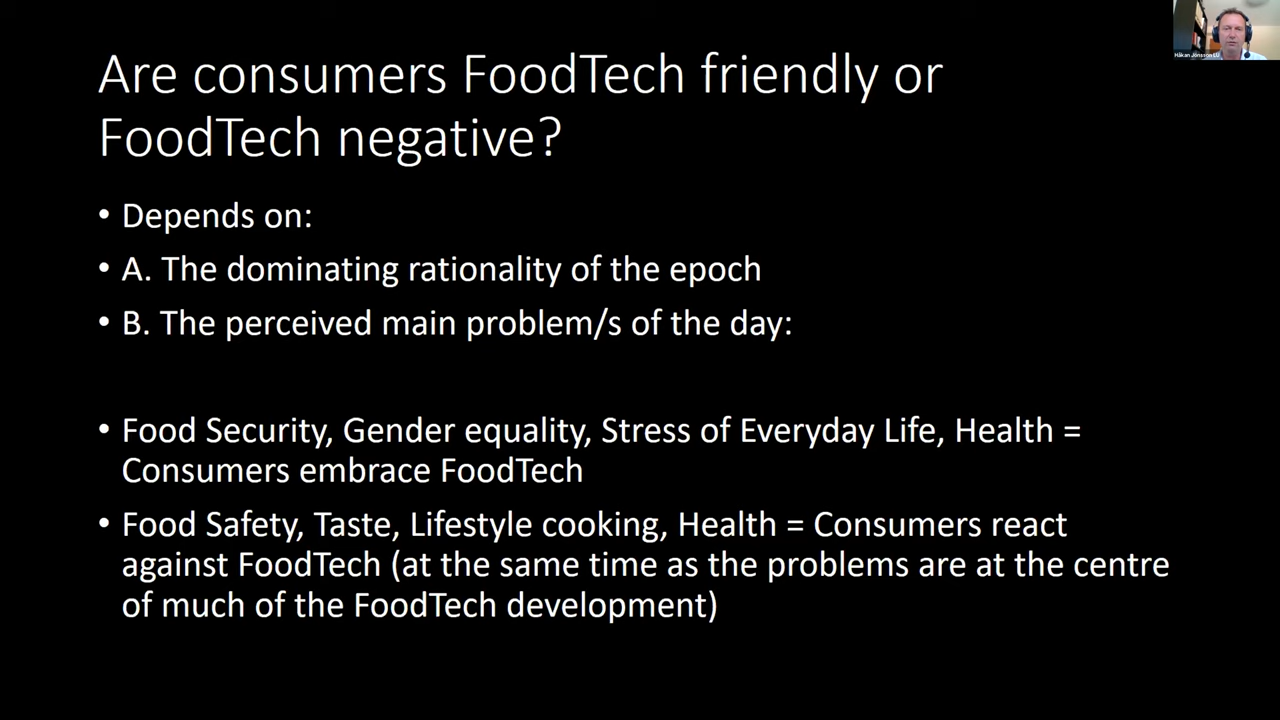 Are consumers FoodTech friendly or
FoodTech negative?
• Depends on:
• A. The dominating rationality of the epoch
• B. The perceived main problem/s of the day:
• Food Security, Gender equality, Stress of Everyday Life, Health =
Consumers embrace FoodTech
• Food Safety, Taste, Lifestyle cooking, Health = Consumers react
against FoodTech (at the same time as the problems are at the centre
of much of the FoodTech development)
Håkan Jönsson LU